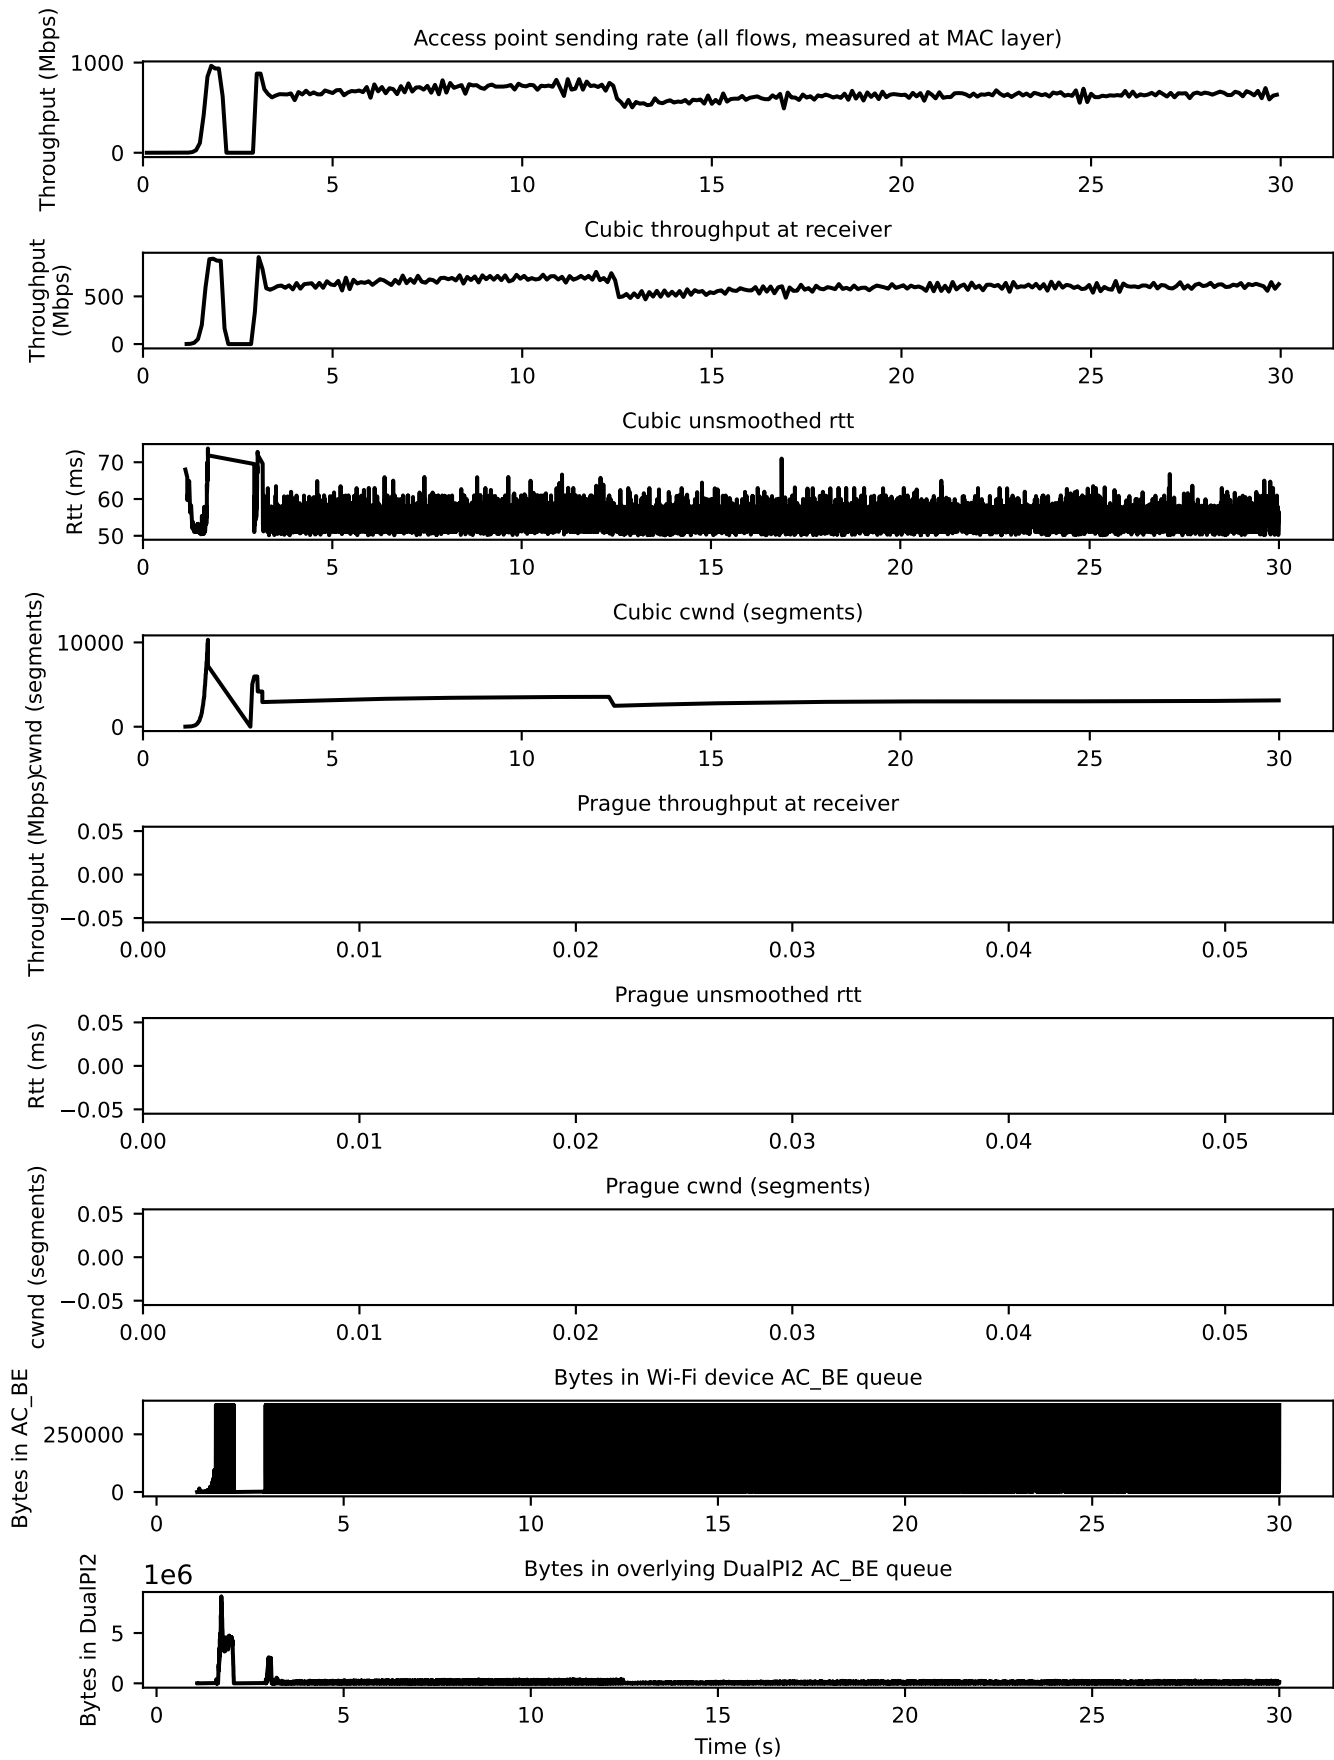 Access point sending rate (all flows, measured at MAC layer)
Throughput (Mbps)
1000
0
0 5 10 15 20 25 30
Cubic throughput at receiver
Throughput
(Mbps)
500
0
0 5 10 15 20 25 30
Cubic unsmoothed rtt
Rtt (ms)
70
60
50
0 5 10 15 20 25 30
Cubic cwnd (segments)
cwnd (segments)
10000
0
0 5 10 15 20 25 30
Prague throughput at receiver
Throughput (Mbps)
0.05
0.00
−0.05
0.00 0.01 0.02 0.03 0.04 0.05
Prague unsmoothed rtt
Rtt (ms)
0.05
0.00
−0.05
0.00 0.01 0.02 0.03 0.04 0.05
Prague cwnd (segments)
cwnd (segments)
0.05
0.00
−0.05
0.00 0.01 0.02 0.03 0.04 0.05
Bytes in Wi-Fi device AC_BE queue
Bytes in AC_BE
250000
0
0 5 10 15 20 25 30
Bytes in overlying DualPI2 AC_BE queue
1e6
Bytes in DualPI2
5
0
0 5 10 15 20 25 30
Time (s)